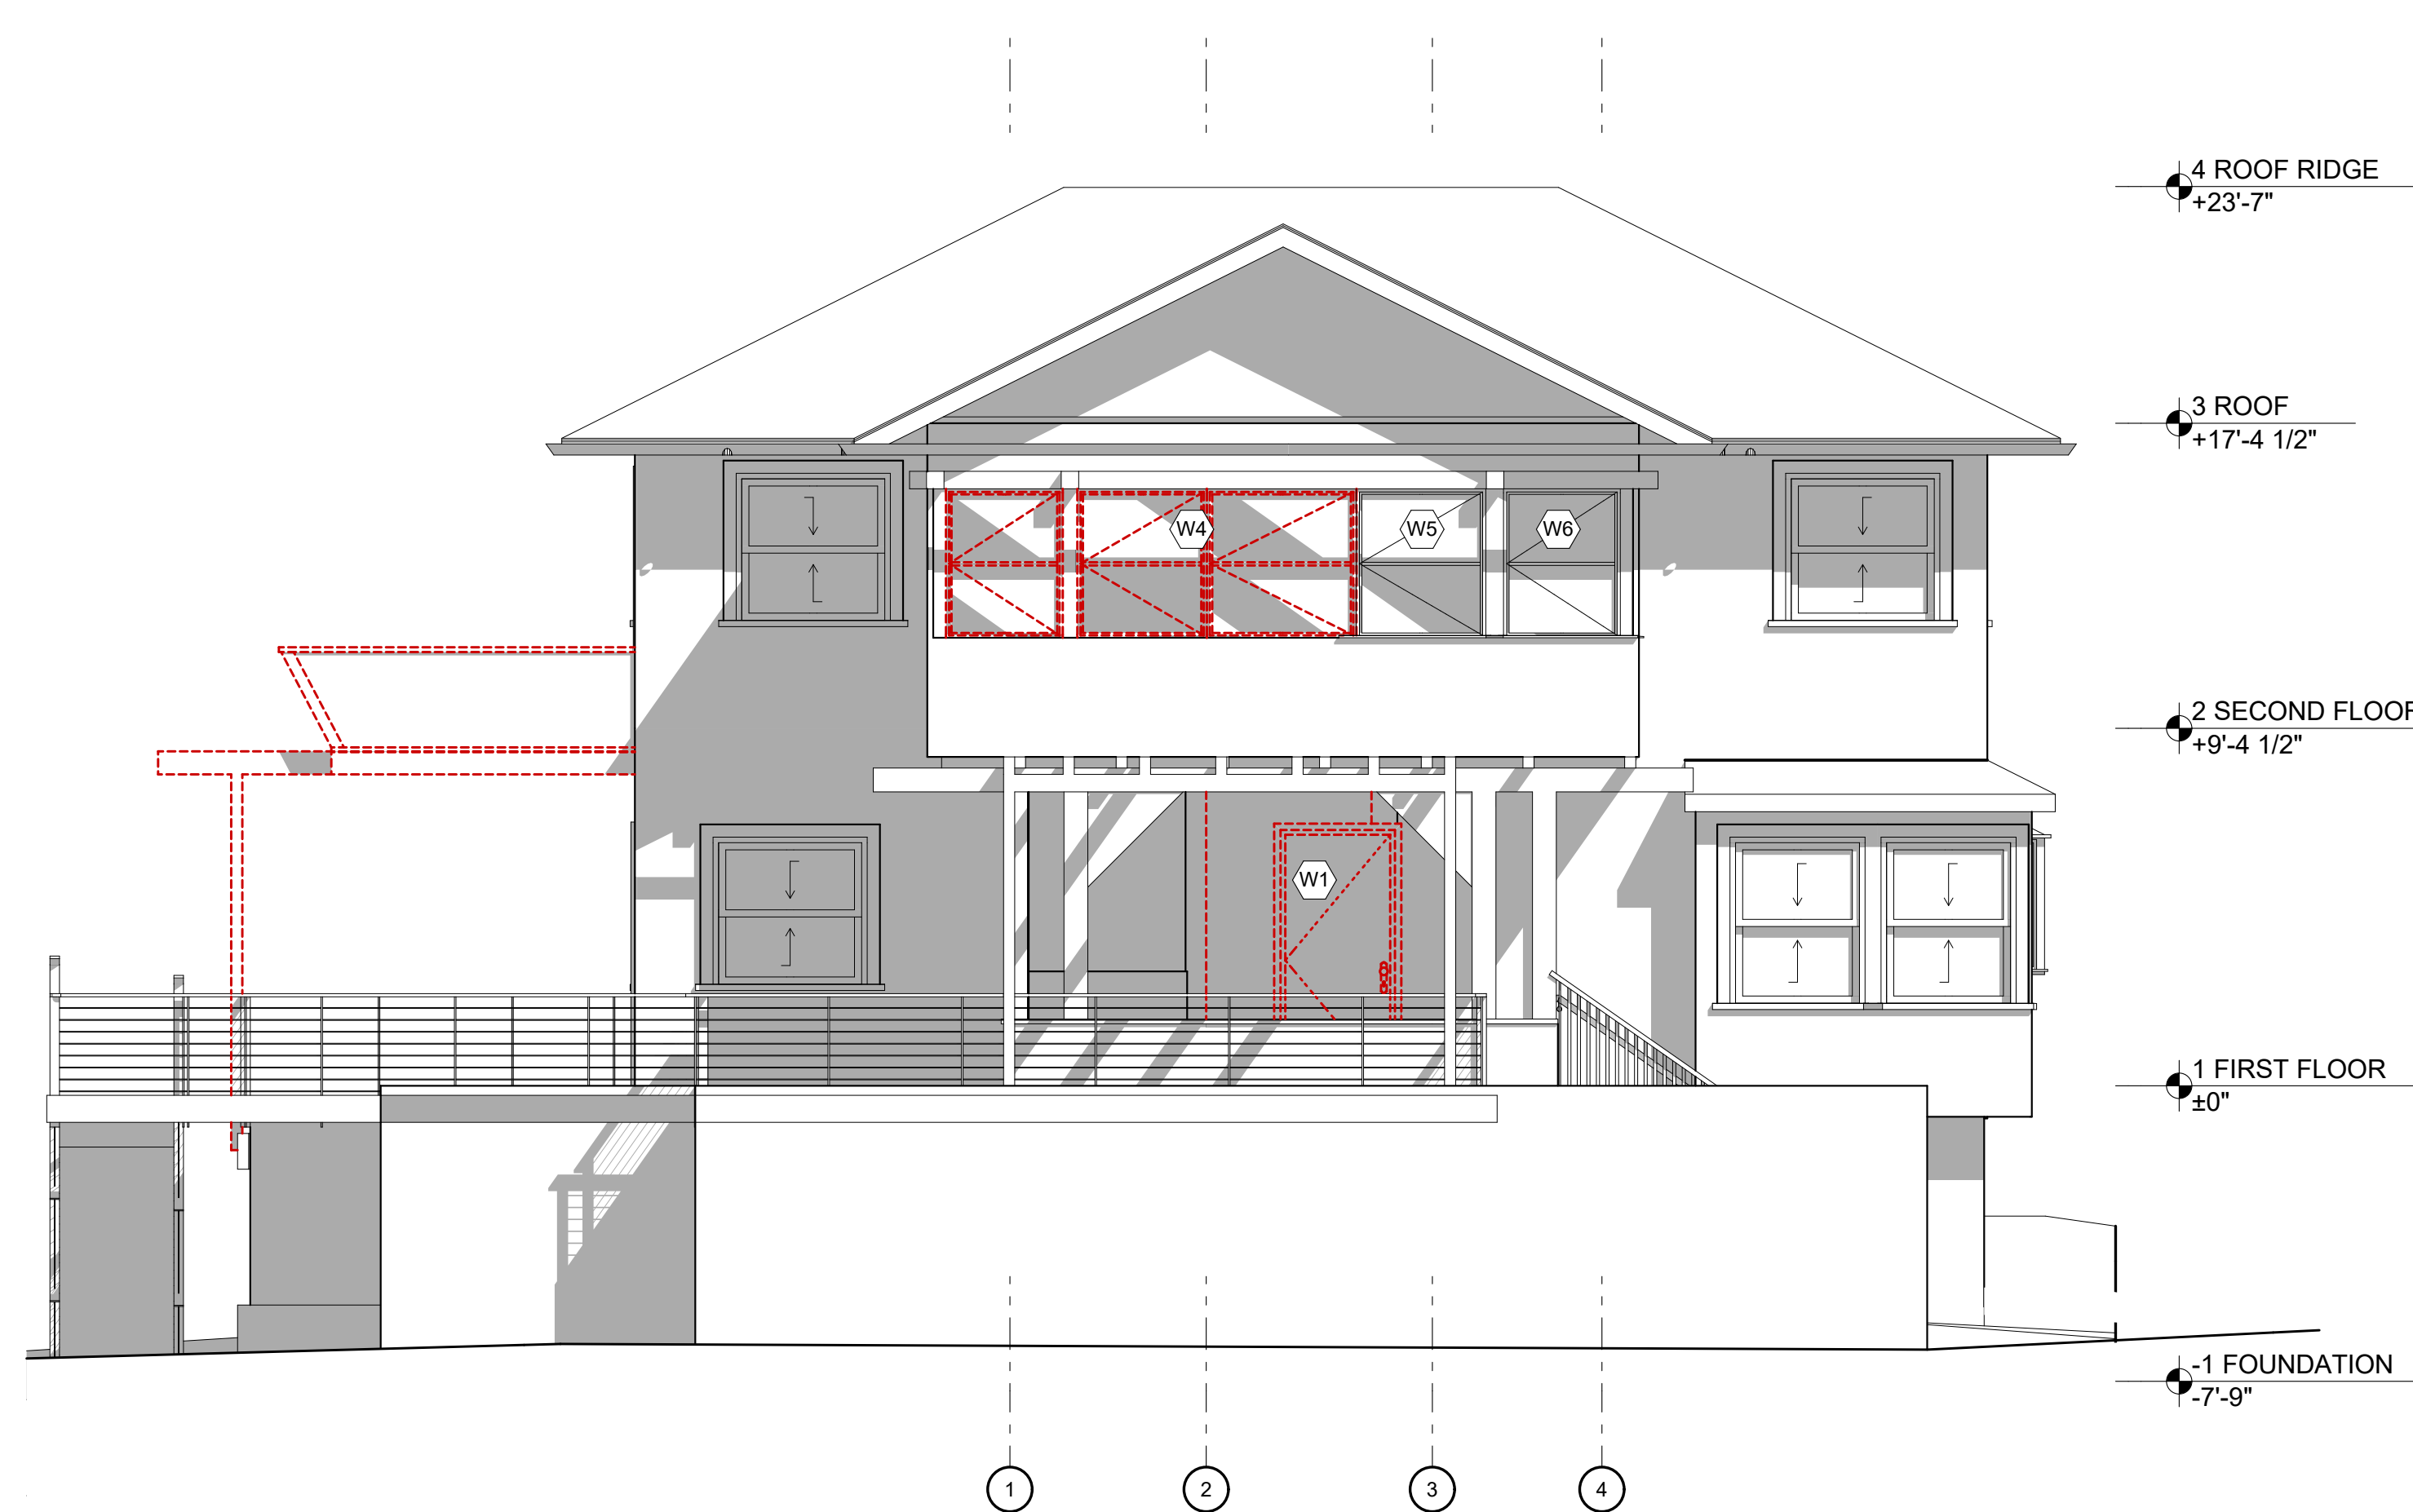 4 ROOF RIDGE
+23'-7"
3 ROOF
+17'-4 1/2"
W4
W5
W6
2 SECOND FLOOR
+9'-4 1/2"
W1
1 FIRST FLOOR
±0"
-1 FOUNDATION
-7'-9"
1
2
3
4